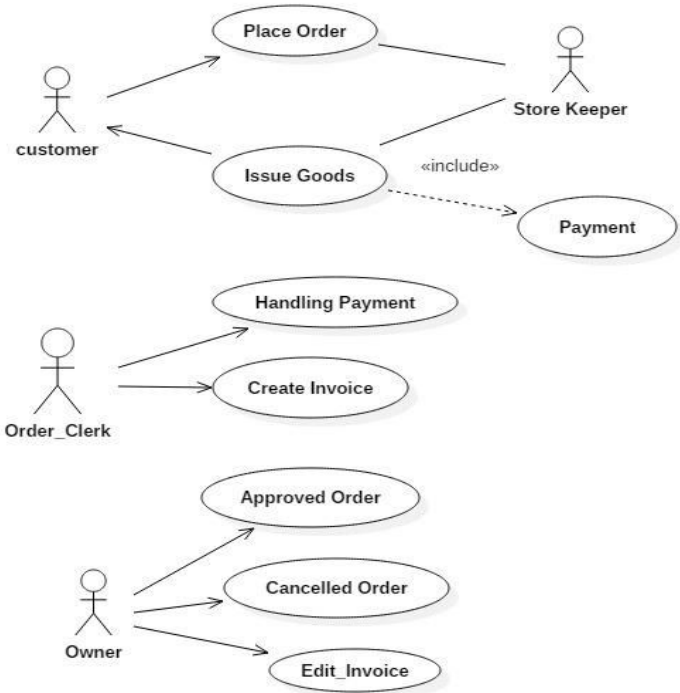 Place Order
Store Keeper
customer
Issue Goods
«include»
Payment
Handling Payment
Create Invoice
Order_Clerk
Approved Order
Cancelled Order
Owner
Edit_Invoice